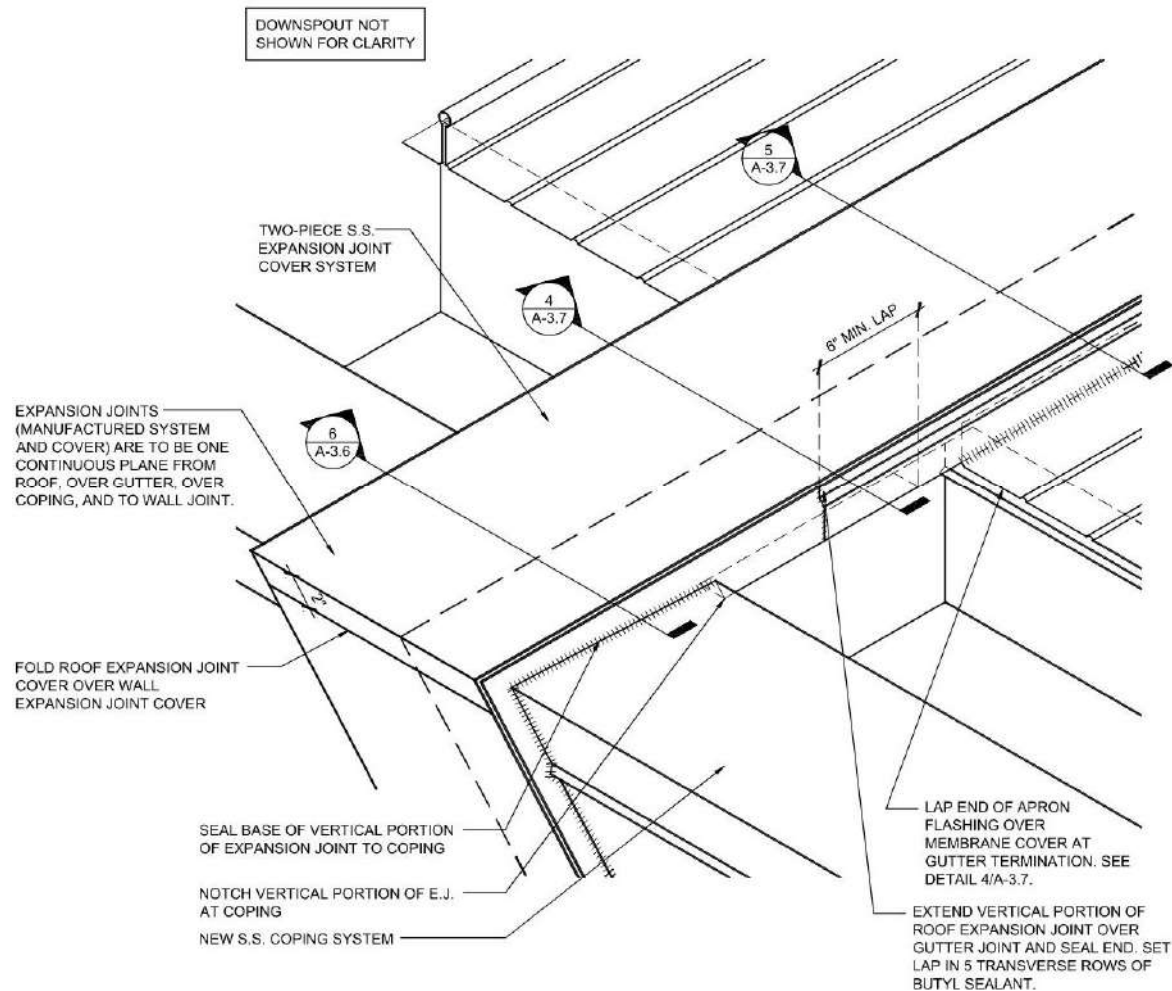 DOWNSPOUT NOT
SHOWN FOR CLARITY
5
A-3.7
TWO-PIECE S.S.
EXPANSION JOINT
COVER SYSTEM
4
A-3.7
6" MIN. LAP
EXPANSION JOINTS
(MANUFACTURED SYSTEM
AND COVER) ARE TO BE ONE
CONTINUOUS PLANE FROM
ROOF, OVER GUTTER, OVER
COPING, AND TO WALL JOINT.
6
A-3.6
2"
FOLD ROOF EXPANSION JOINT
COVER OVER WALL
EXPANSION JOINT COVER
SEAL BASE OF VERTICAL PORTION
OF EXPANSION JOINT TO COPING
NOTCH VERTICAL PORTION OF E.J.
AT COPING
NEW S.S. COPING SYSTEM
LAP END OF APRON
FLASHING OVER
MEMBRANE COVER AT
GUTTER TERMINATION. SEE
DETAIL 4/A-3.7.
EXTEND VERTICAL PORTION OF
ROOF EXPANSION JOINT OVER
GUTTER JOINT AND SEAL END. SET
LAP IN 5 TRANSVERSE ROWS OF
BUTYL SEALANT.